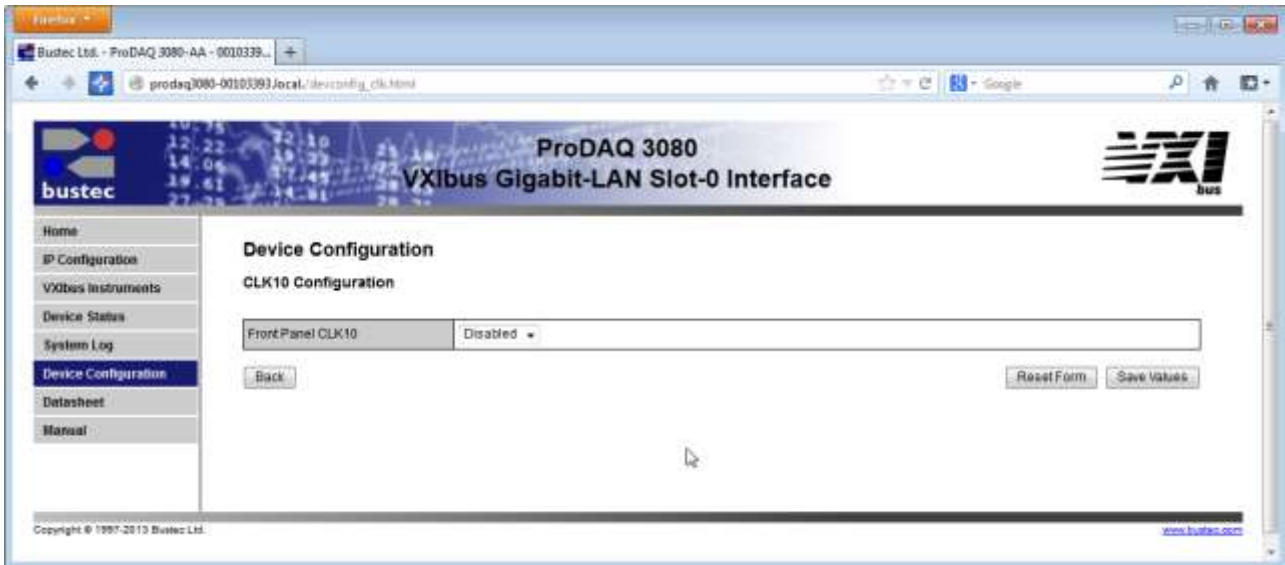 Firefox
Bustec Ltd. - ProDAQ 3080-AA - 0010339...
prodaq3080-00103393.local./devconfig_clk.html
Google
bustec
ProDAQ 3080
VXIbus Gigabit-LAN Slot-0 Interface
VXI
bus
Home
IP Configuration
VXIbus Instruments
Device Status
System Log
Device Configuration
Datasheet
Manual
Device Configuration
CLK10 Configuration
Front Panel CLK10
Disabled
Back
Reset Form
Save Values
Copyright © 1997-2013 Bustec Ltd.
www.bustec.com